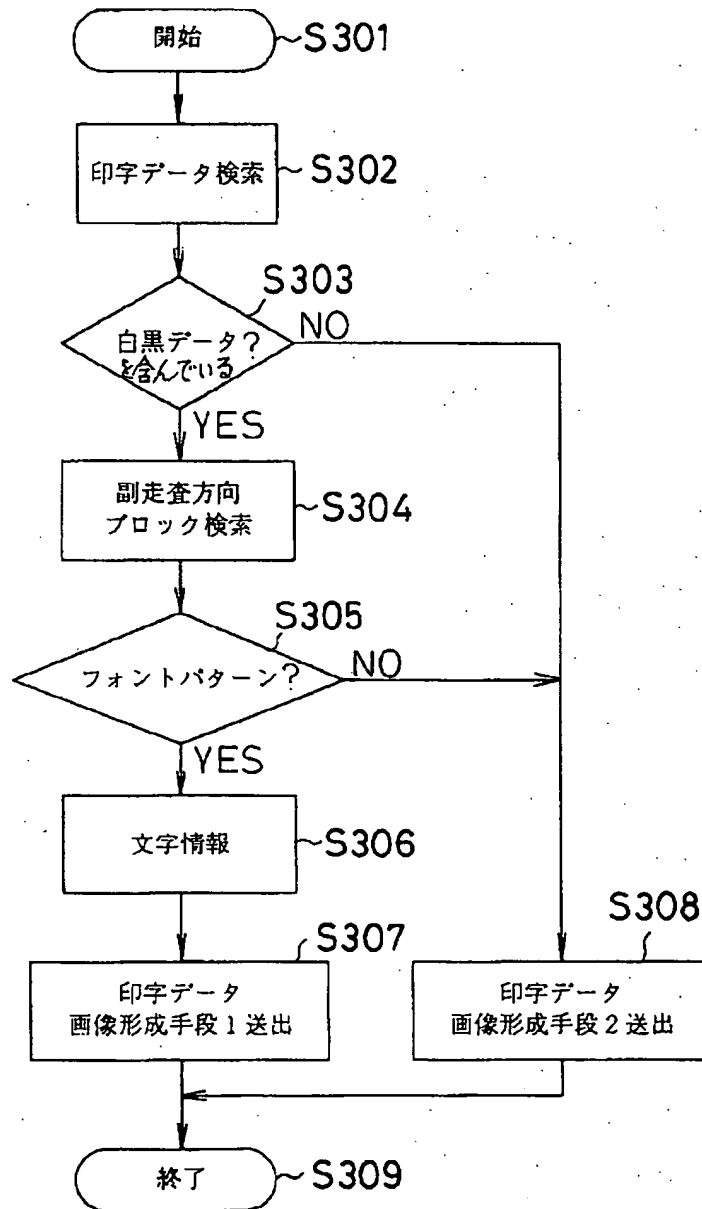 開始
S301
印字データ検索
S302
S303
白黒データ?
を含んでいる
NO
YES
副走査方向
ブロック検索
S304
S305
フォントパターン?
NO
YES
文字情報
S306
S307
印字データ
画像形成手段1送出
S308
印字データ
画像形成手段2送出
終了
S309